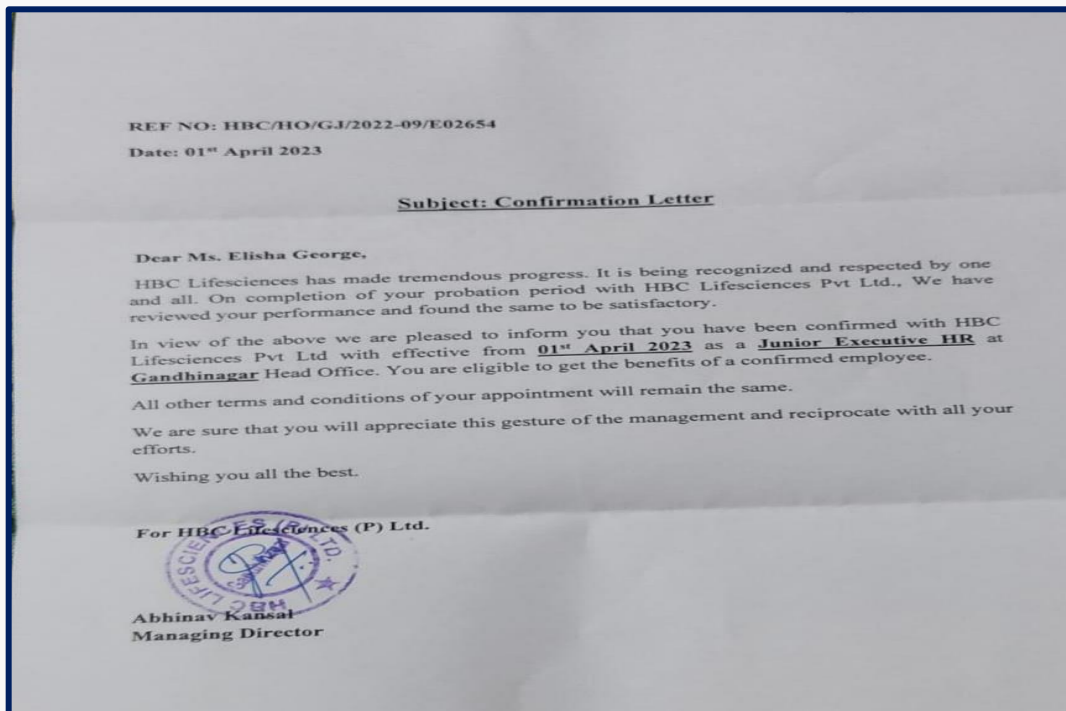 REF NO: HBC/HO/GJ/2022-09/E02654
Date: 01st April 2023
Subject: Confirmation Letter
Dear Ms. Elisha George,
HBC Lifesciences has made tremendous progress. It is being recognized and respected by one
and all. On completion of your probation period with HBC Lifesciences Pvt Ltd., We have
reviewed your performance and found the same to be satisfactory.
In view of the above we are pleased to inform you that you have been confirmed with HBC
Lifesciences Pvt Ltd with effective from 01st April 2023 as a Junior Executive HR at
Gandhinagar Head Office. You are eligible to get the benefits of a confirmed employee.
All other terms and conditions of your appointment will remain the same.
We are sure that you will appreciate this gesture of the management and reciprocate with all your
efforts.
Wishing you all the best.
For HBC Lifesciences (P) Ltd.
HBC LIFESCIENCES (P) LTD.
Abhinav Kansal
Managing Director